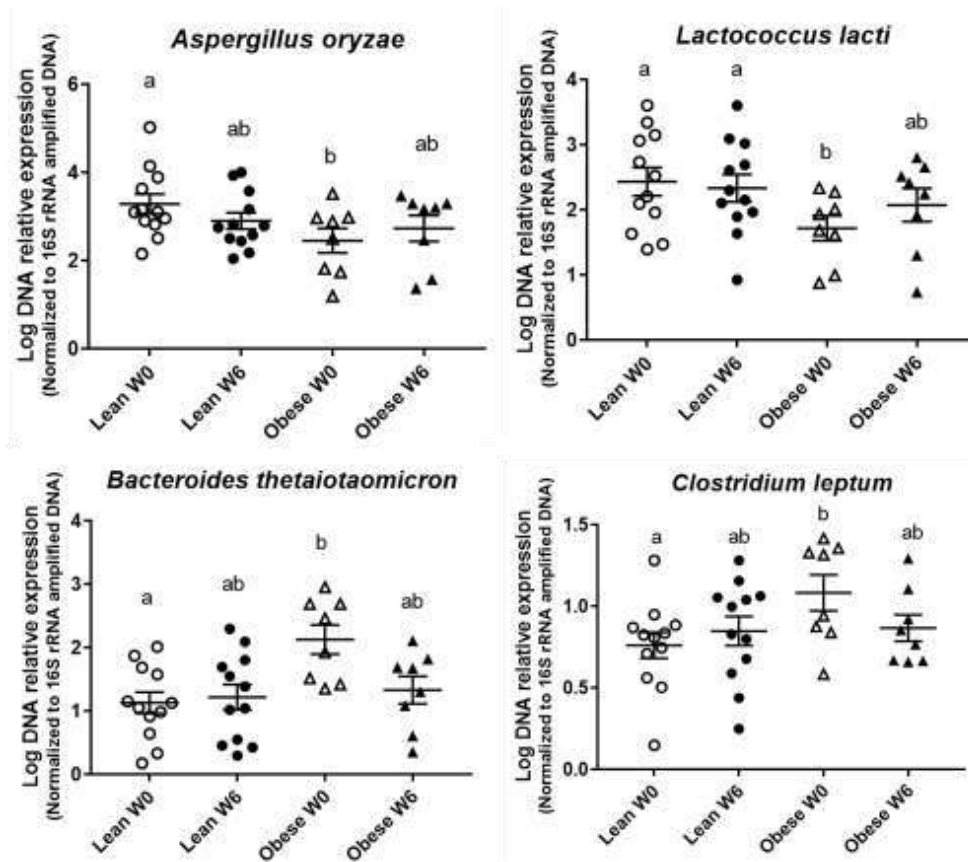 Aspergillus oryzae
Log DNA relative expression
(Normalized to 16S rRNA amplified DNA)
6
4
2
0
a
ab
b
ab
Lean W0
Lean W6
Obese W0
Obese W6
Lactococcus lacti
Log DNA relative expression
(Normalized to 16S rRNA amplified DNA)
4
3
2
1
0
a
a
b
ab
Lean W0
Lean W6
Obese W0
Obese W6
Bacteroides thetaiotaomicron
Log DNA relative expression
(Normalized to 16S rRNA amplified DNA)
4
3
2
1
0
a
ab
b
ab
Lean W0
Lean W6
Obese W0
Obese W6
Clostridium leptum
Log DNA relative expression
(Normalized to 16S rRNA amplified DNA)
1.5
1.0
0.5
0.0
a
ab
b
ab
Lean W0
Lean W6
Obese W0
Obese W6